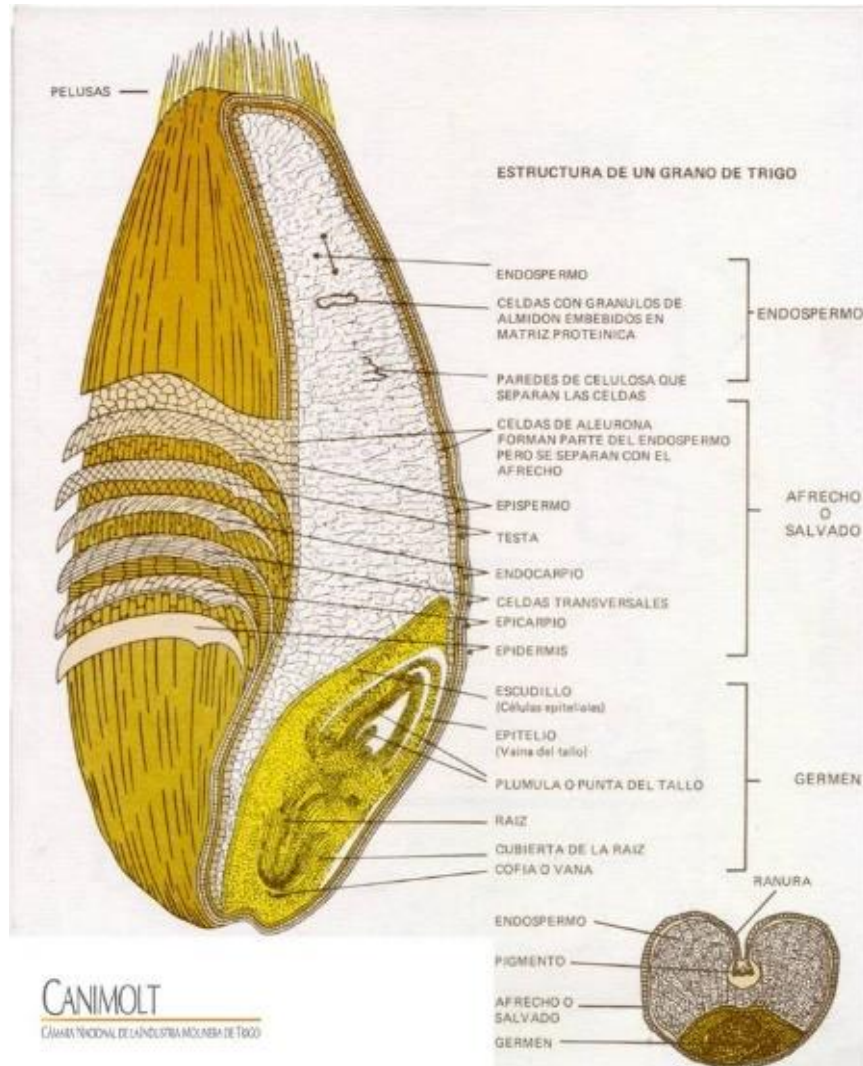 PELUSAS
ESTRUCTURA DE UN GRANO DE TRIGO
ENDOSPERMO
CELDAS CON GRANULOS DE
ALMIDON EMBEBIDOS EN
MATRIZ PROTEINICA
ENDOSPERMO
PAREDES DE CELULOSA QUE
SEPARAN LAS CELDAS
CELDAS DE ALEURONA
FORMAN PARTE DEL ENDOSPERMO
PERO SE SEPARAN CON EL
AFRECHO
AFRECHO
O
SALVADO
EPISPERMO
TESTA
ENDOCARPIO
CELDAS TRANSVERSALES
EPICARPIO
EPIDERMIS
ESCUDILLO
(Células epiteliales)
EPITELIO
(Vaina del tallo)
PLUMULA O PUNTA DEL TALLO
GERMEN
RAIZ
CUBIERTA DE LA RAIZ
COFIA O VANA
RANURA
ENDOSPERMO
PIGMENTO
AFRECHO O
SALVADO
GERMEN
CANIMOLT
CÁMARA NACIONAL DE LA INDUSTRIA MOLINERA DE TRIGO